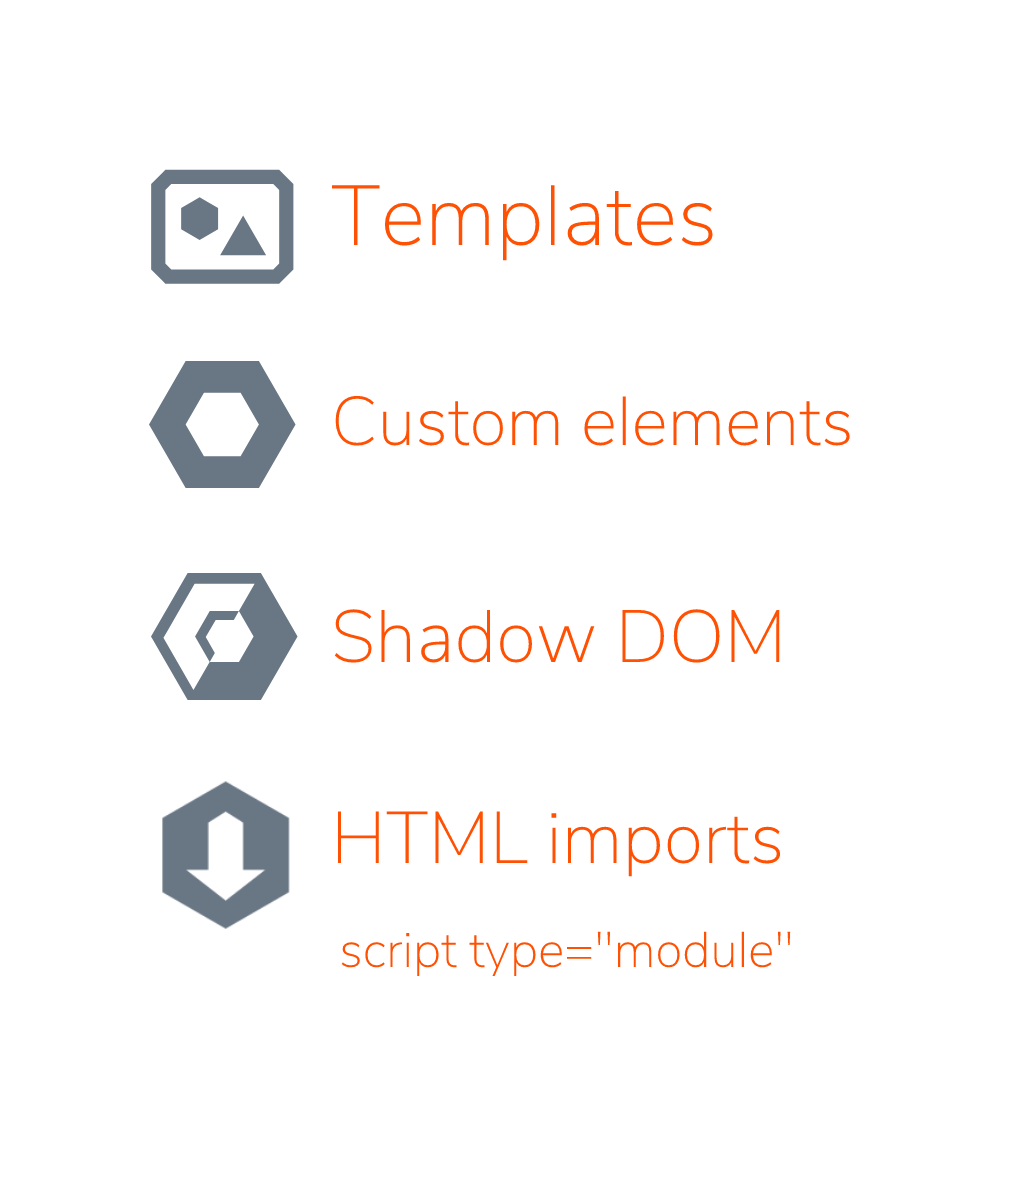 Templates
Custom elements
Shadow DOM
HTML imports
script type="module"